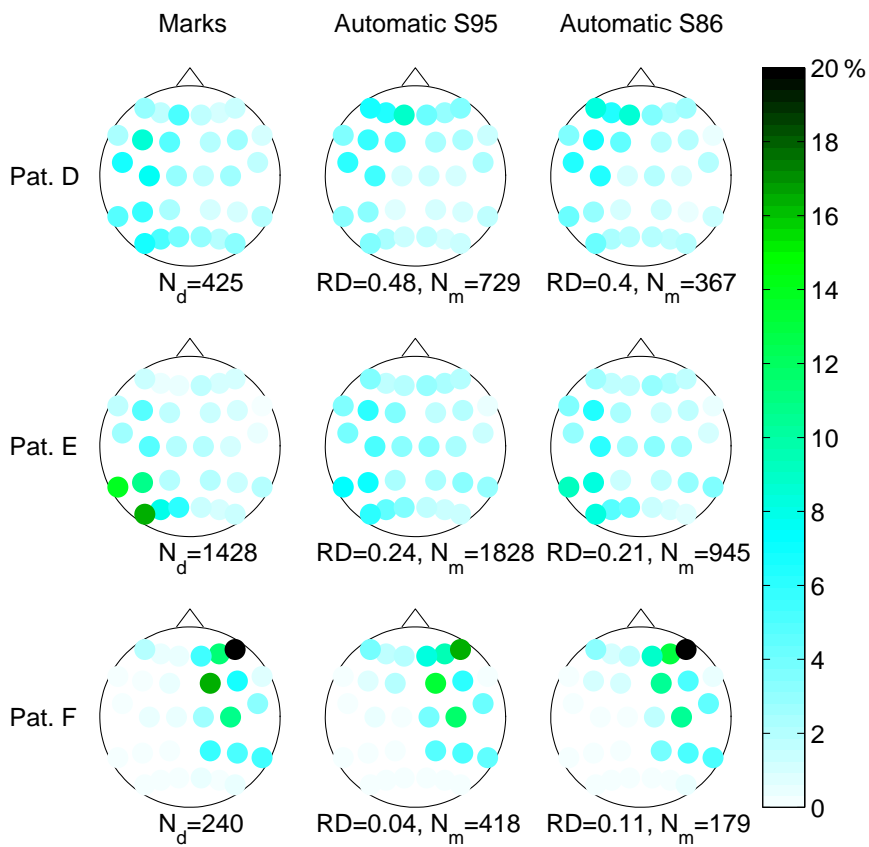 Marks Automatic S95 Automatic S86
20 %
18
16
Pat. D
14
N_d=425 RD=0.48, N_m=729 RD=0.4, N_m=367
12
10
Pat. E
8
6
N_d=1428 RD=0.24, N_m=1828 RD=0.21, N_m=945
4
Pat. F
2
0
N_d=240 RD=0.04, N_m=418 RD=0.11, N_m=179